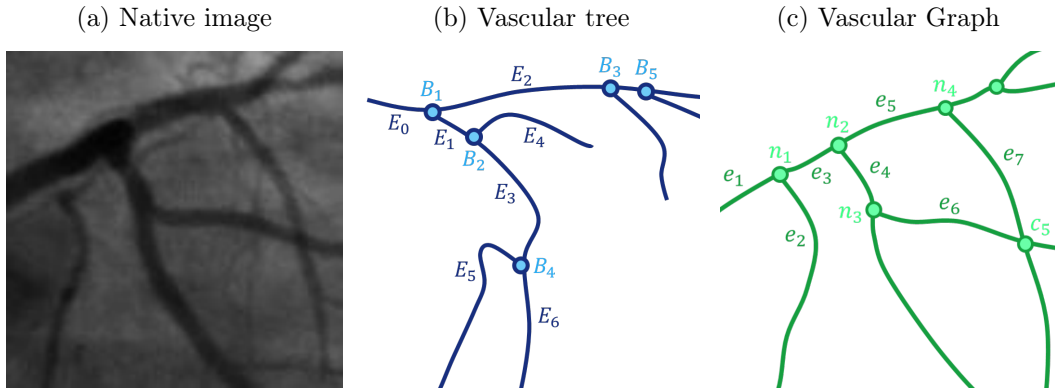 (a) Native image
(b) Vascular tree
(c) Vascular Graph
B₁
E₀
E₁
E₂
B₂
E₄
B₃
B₅
E₃
B₄
E₅
E₆
n₄
e₅
n₂
n₁
e₁
e₃
e₄
e₇
n₃
e₆
e₂
c₅